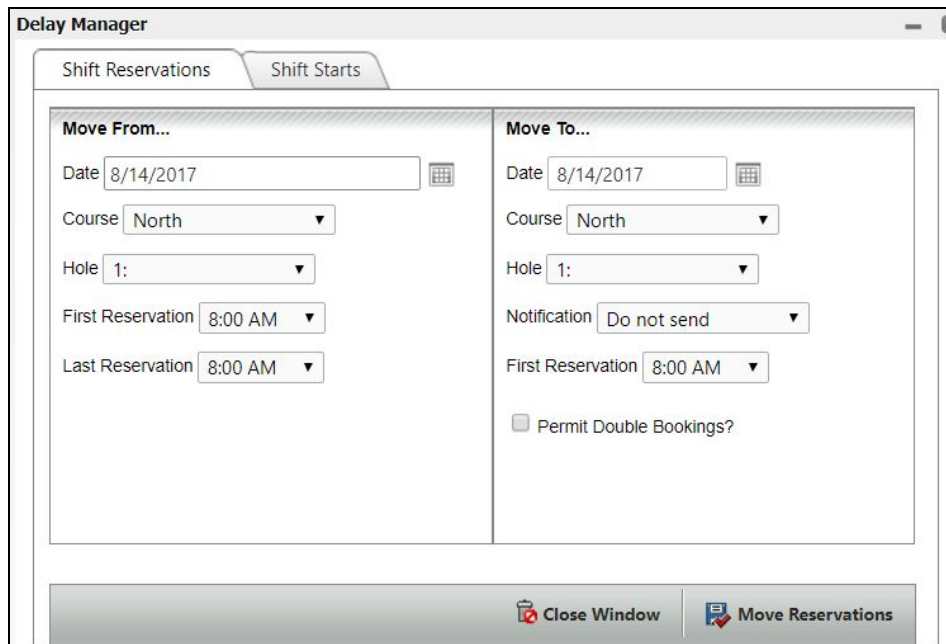 Delay Manager
Shift Reservations
Shift Starts
Move From...
Date 8/14/2017
Course North
Hole 1:
First Reservation 8:00 AM
Last Reservation 8:00 AM
Move To...
Date 8/14/2017
Course North
Hole 1:
Notification Do not send
First Reservation 8:00 AM
Permit Double Bookings?
Close Window
Move Reservations